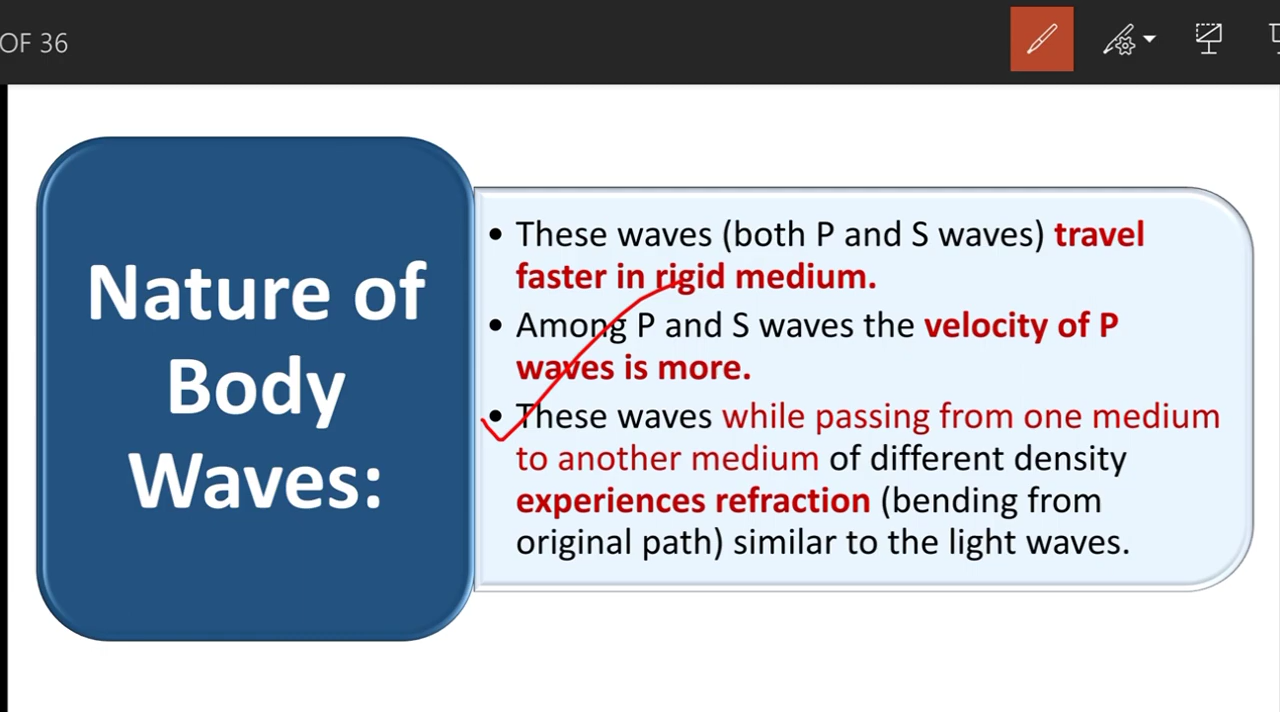 OF 36
Nature of
Body
Waves:
• These waves (both P and S waves) travel
faster in rigid medium.
• Among P and S waves the velocity of P
waves is more.
• These waves while passing from one medium
to another medium of different density
experiences refraction (bending from
original path) similar to the light waves.